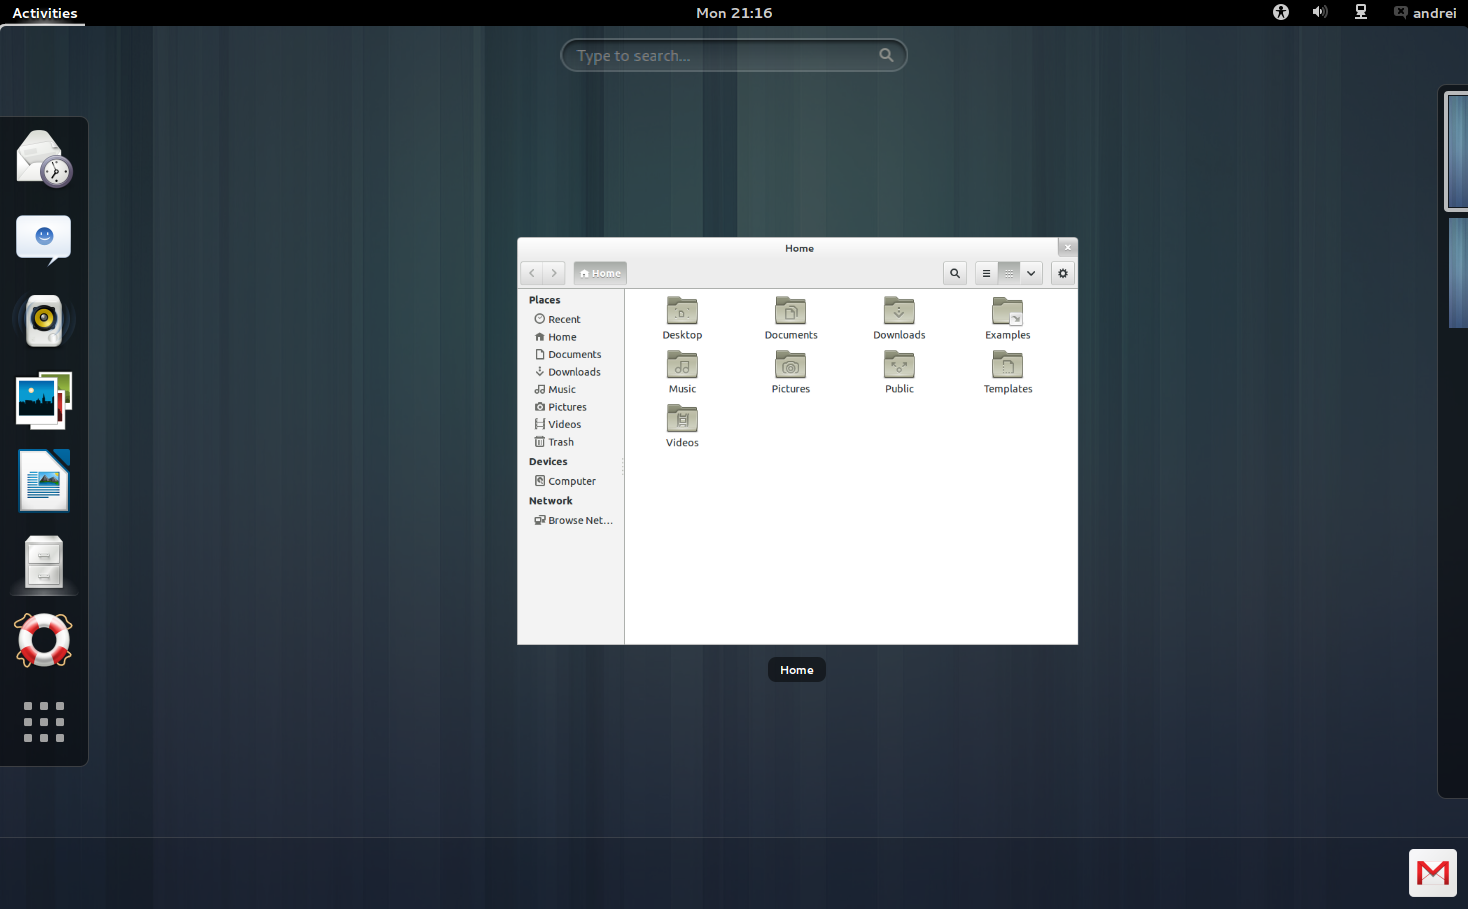 Activities
Mon 21:16
andrei
Type to search...
Home
Home
Places
Recent
Home
Documents
Downloads
Music
Pictures
Videos
Trash
Devices
Computer
Network
Browse Net...
Desktop
Documents
Downloads
Examples
Music
Pictures
Public
Templates
Videos
Home